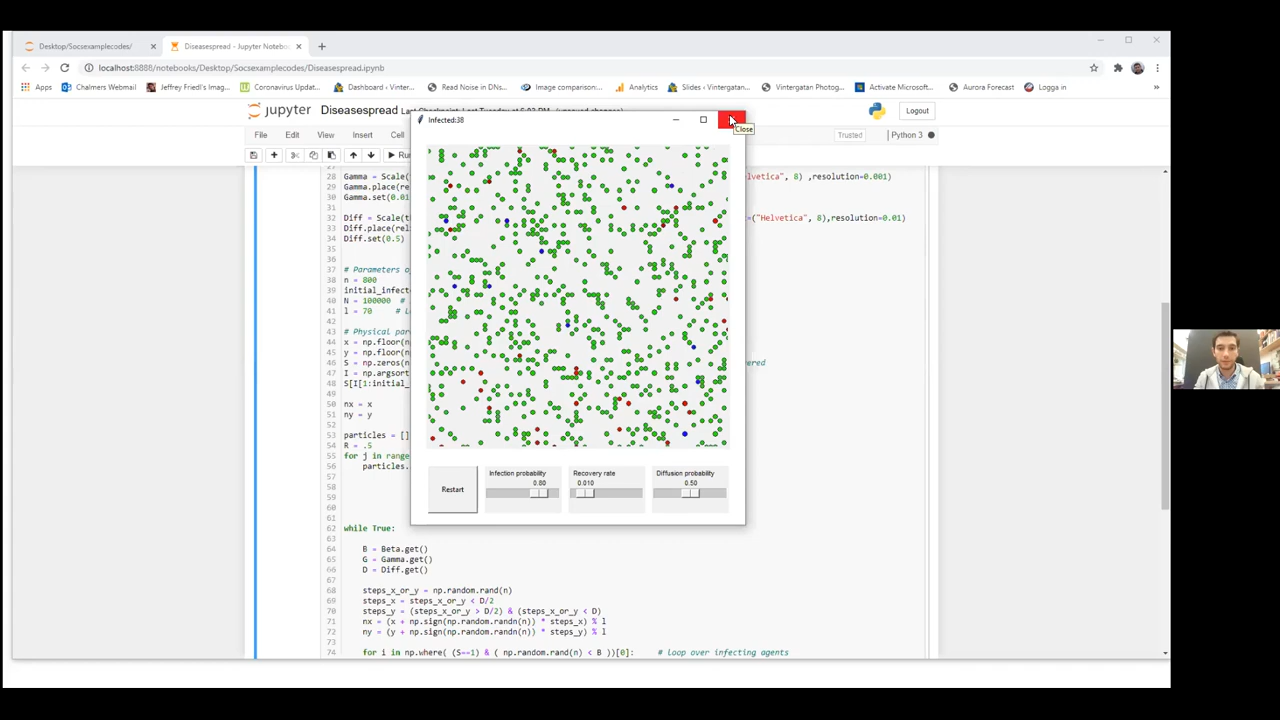 Desktop/Socsexamplecodes/
Diseasespread - Jupyter Notebo
localhost:8888/notebooks/Desktop/Socsexamplecodes/Diseasespread.ipynb
Apps Chalmers Webmail Jeffrey Friedl's Imag... Coronavirus Updat... Dashboard ‹ Winter... Read Noise in DNs... Image comparison... Analytics Slides ‹ Vintergatan... Vintergatan Photog... Activate Microsoft... Aurora Forecast Logga in
jupyter Diseasespread Logout
File Edit View Insert Cell Trusted Python 3
Run
Infected:38
Close
28 Gamma = Scale(t
elvetica", 8) ,resolution=0.001)
29 Gamma.place(re
30 Gamma.set(0.01
31
32 Diff = Scale(t
=("Helvetica", 8),resolution=0.01)
33 Diff.place(rel
34 Diff.set(0.5)
35
36
37 # Parameters o
38 n = 800
39 initial_infect
40 N = 100000 #
41 l = 70 # L
42
43 # Physical par
44 x = np.floor(n
45 y = np.floor(n
46 S = np.zeros(n
vered
47 I = np.argsort
48 S[I[1:initial_
49
50 nx = x
51 ny = y
52
53 particles = []
54 R = .5
55 for j in range
56 particles.
57
58
59
60
61
62 while True:
63
64 B = Beta.get()
65 G = Gamma.get()
66 D = Diff.get()
67
68 steps_x_or_y = np.random.rand(n)
69 steps_x = steps_x_or_y < D/2
70 steps_y = (steps_x_or_y > D/2) & (steps_x_or_y < D)
71 nx = (x + np.sign(np.random.randn(n)) * steps_x) % l
72 ny = (y + np.sign(np.random.randn(n)) * steps_y) % l
73
74 for i in np.where( (S==1) & ( np.random.rand(n) < B ))[0]: # loop over infecting agents
Restart
Infection probability
0.80
Recovery rate
0.010
Diffusion probability
0.50